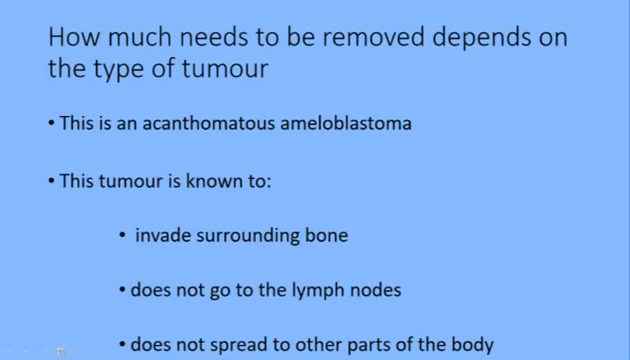 How much needs to be removed depends on
the type of tumour
• This is an acanthomatous ameloblastoma
• This tumour is known to:
• invade surrounding bone
• does not go to the lymph nodes
• does not spread to other parts of the body